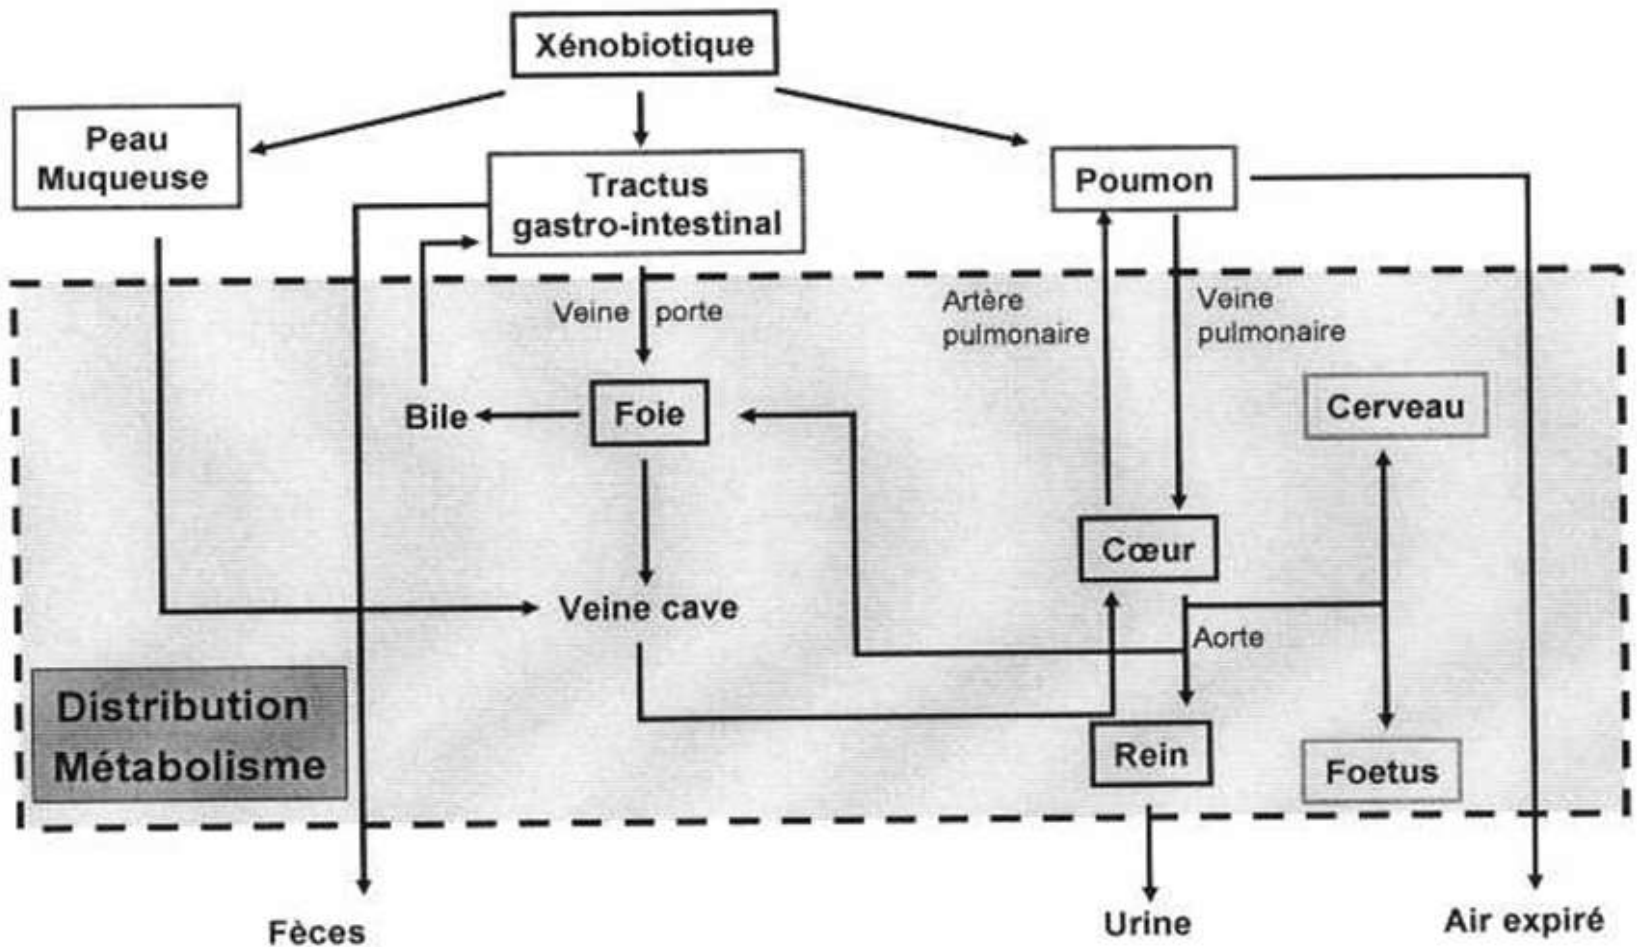 Xénobiotique
Peau
Muqueuse
Tractus
gastro-intestinal
Poumon
Veine porte
Artère
pulmonaire
Veine
pulmonaire
Bile
Foie
Cerveau
Cœur
Veine cave
Aorte
Distribution
Métabolisme
Rein
Foetus
Fèces
Urine
Air expiré